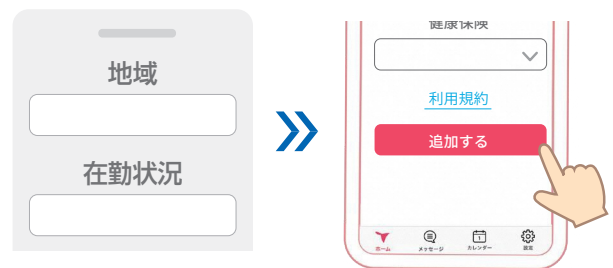 地域
在勤状況
健康保険
利用規約
追加する
ホーム
メッセージ
カレンダー
設定